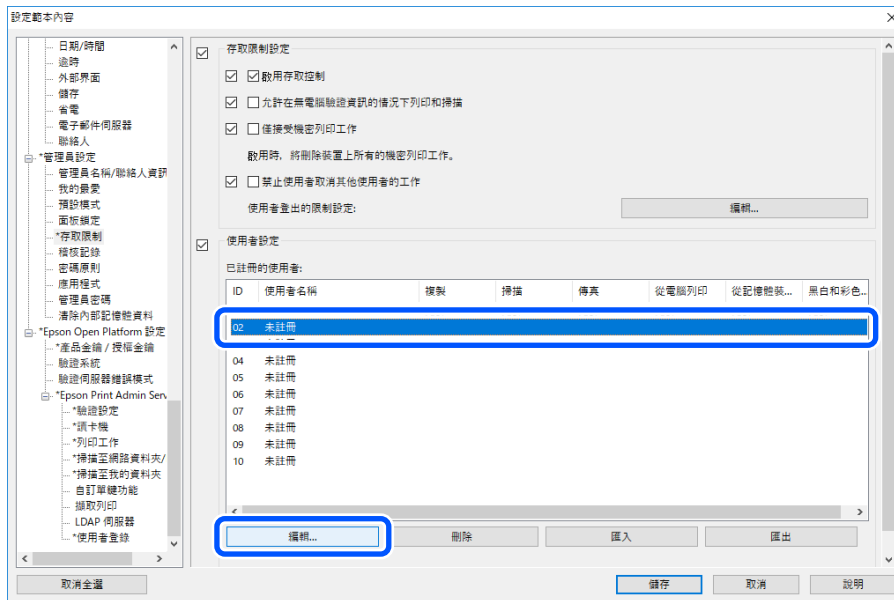 設定範本內容
日期/時間
逾時
外部界面
儲存
省電
電子郵件伺服器
聯絡人
*管理員設定
管理員名稱/聯絡人資訊
我的最愛
預設模式
面板鎖定
*存取限制
稽核記錄
密碼原則
應用程式
管理員密碼
清除內部記憶體資料
*Epson Open Platform 設定
*產品金鑰 / 授權金鑰
驗證系統
驗證伺服器錯誤模式
*Epson Print Admin Serv
*驗證設定
*讀卡機
*列印工作
*掃描至網路資料夾/
*掃描至我的資料夾
自訂單鍵功能
擷取列印
LDAP 伺服器
*使用者登錄
存取限制設定
啟用存取控制
允許在無電腦驗證資訊的情況下列印和掃描
僅接受機密列印工作
啟用時，將刪除裝置上所有的機密列印工作。
禁止使用者取消其他使用者的工作
使用者登出的限制設定: 編輯...
使用者設定
已註冊的使用者:
ID 使用者名稱 複製 掃描 傳真 從電腦列印 從記憶體裝... 黑白和彩色...
02 未註冊
04 未註冊
05 未註冊
06 未註冊
07 未註冊
08 未註冊
09 未註冊
10 未註冊
編輯... 刪除 匯入 匯出
取消全選 儲存 取消 說明